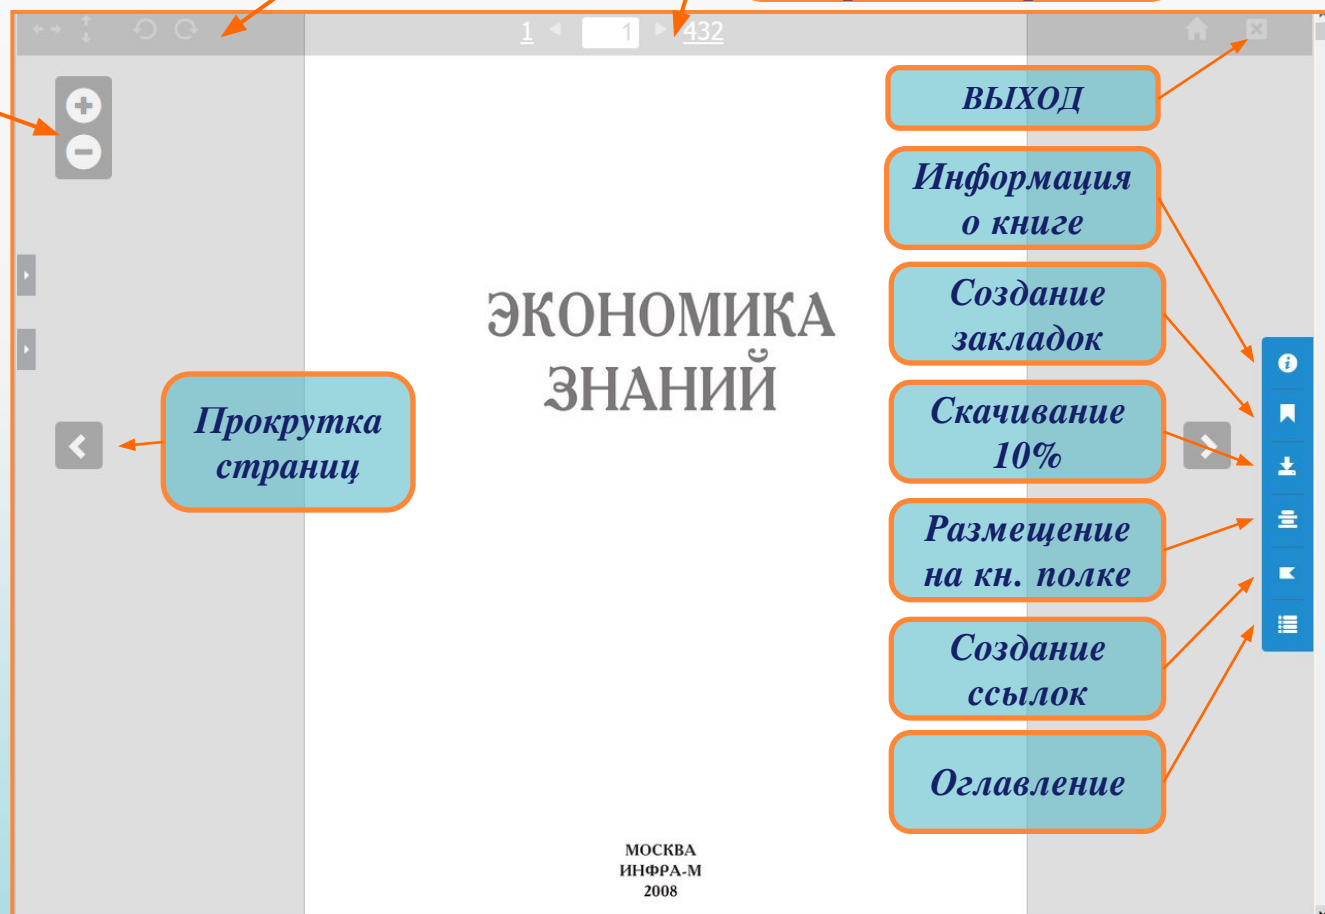 1 1 432
ВЫХОД
Информация
о книге
Создание
закладок
ЭКОНОМИКА
ЗНАНИЙ
Прокрутка
страниц
Скачивание
10%
Размещение
на кн. полке
Создание
ссылок
Оглавление
МОСКВА
ИНФРА-М
2008